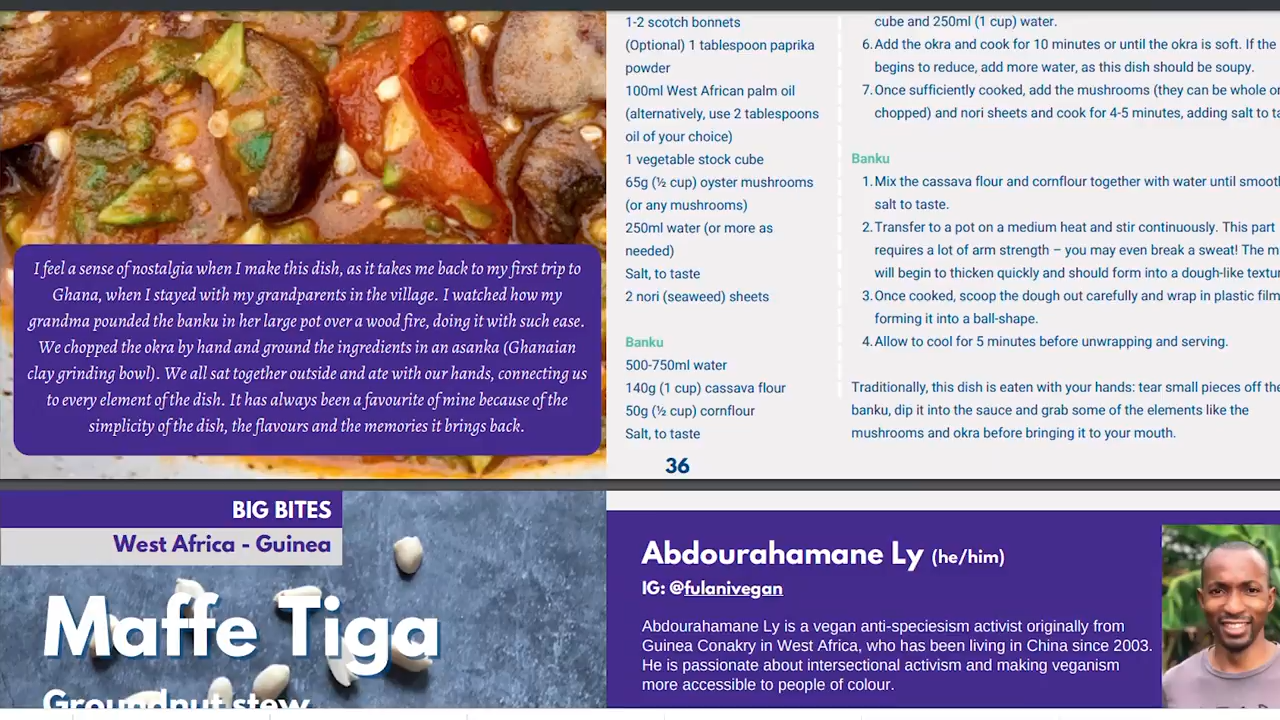 I feel a sense of nostalgia when I make this dish, as it takes me back to my first trip to
Ghana, when I stayed with my grandparents in the village. I watched how my
grandma pounded the banku in her large pot over a wood fire, doing it with such ease.
We chopped the okra by hand and ground the ingredients in an asanka (Ghanaian
clay grinding bowl). We all sat together outside and ate with our hands, connecting us
to every element of the dish. It has always been a favourite of mine because of the
simplicity of the dish, the flavours and the memories it brings back.
1-2 scotch bonnets
(Optional) 1 tablespoon paprika
powder
100ml West African palm oil
(alternatively, use 2 tablespoons
oil of your choice)
1 vegetable stock cube
65g (½ cup) oyster mushrooms
(or any mushrooms)
250ml water (or more as
needed)
Salt, to taste
2 nori (seaweed) sheets
Banku
500-750ml water
140g (1 cup) cassava flour
50g (½ cup) cornflour
Salt, to taste
36
cube and 250ml (1 cup) water.
6. Add the okra and cook for 10 minutes or until the okra is soft. If the
begins to reduce, add more water, as this dish should be soupy.
7. Once sufficiently cooked, add the mushrooms (they can be whole or
chopped) and nori sheets and cook for 4-5 minutes, adding salt to
Banku
1. Mix the cassava flour and cornflour together with water until smooth
salt to taste.
2. Transfer to a pot on a medium heat and stir continuously. This part
requires a lot of arm strength – you may even break a sweat! The
will begin to thicken quickly and should form into a dough-like
3. Once cooked, scoop the dough out carefully and wrap in plastic film
forming it into a ball-shape.
4. Allow to cool for 5 minutes before unwrapping and serving.
Traditionally, this dish is eaten with your hands: tear small pieces off the
banku, dip it into the sauce and grab some of the elements like the
mushrooms and okra before bringing it to your mouth.
BIG BITES
West Africa - Guinea
Maffe Tiga
Groundnut stew
Abdourahamane Ly (he/him)
IG: @fulanivegan
Abdourahamane Ly is a vegan anti-speciesism activist originally from
Guinea Conakry in West Africa, who has been living in China since 2003.
He is passionate about intersectional activism and making veganism
more accessible to people of colour.